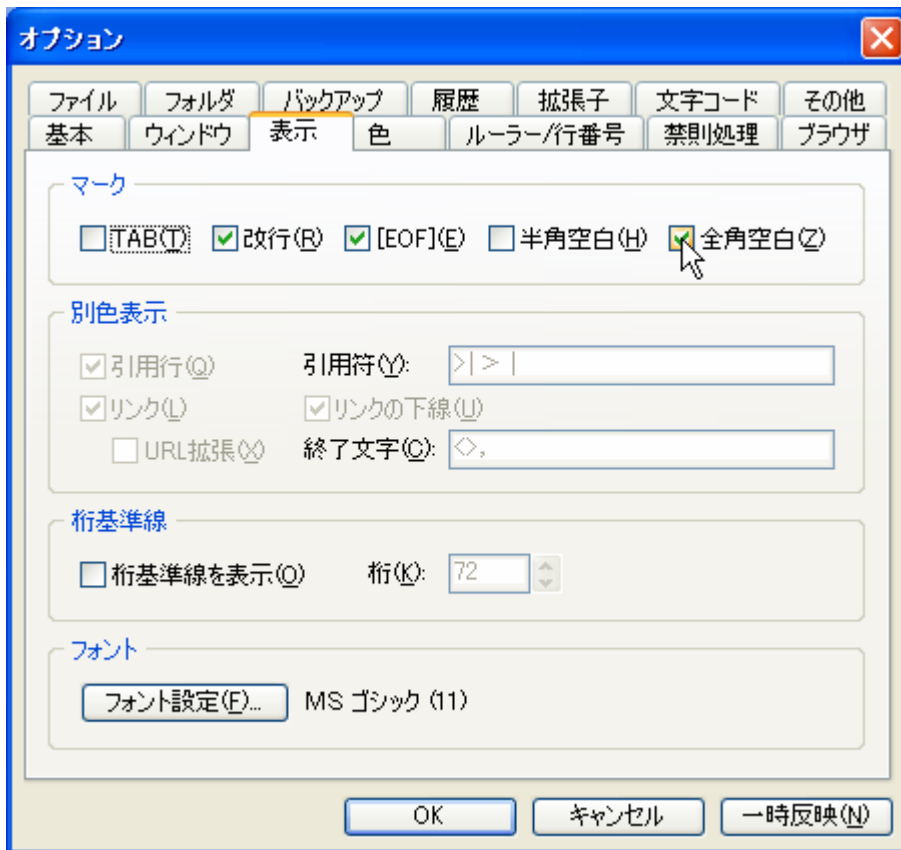 オプション
ファイル フォルダ バックアップ 履歴 拡張子 文字コード その他
基本 ウィンドウ 表示 色 ルーラー/行番号 禁則処理 ブラウザ
マーク
TAB(T) 改行(R) [EOF](E) 半角空白(H) 全角空白(Z)
別色表示
引用行(Q) 引用符(Y): >|＞｜
リンク(L) リンクの下線(U)
URL拡張(X) 終了文字(C): <>,
桁基準線
桁基準線を表示(O) 桁(K): 72
フォント
フォント設定(F)... MS ゴシック (11)
OK キャンセル 一時反映(N)